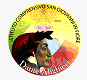 ISTITUTO COMPRENSIVO SAN GIOVANNI IN FIORE
Dante Alighieri